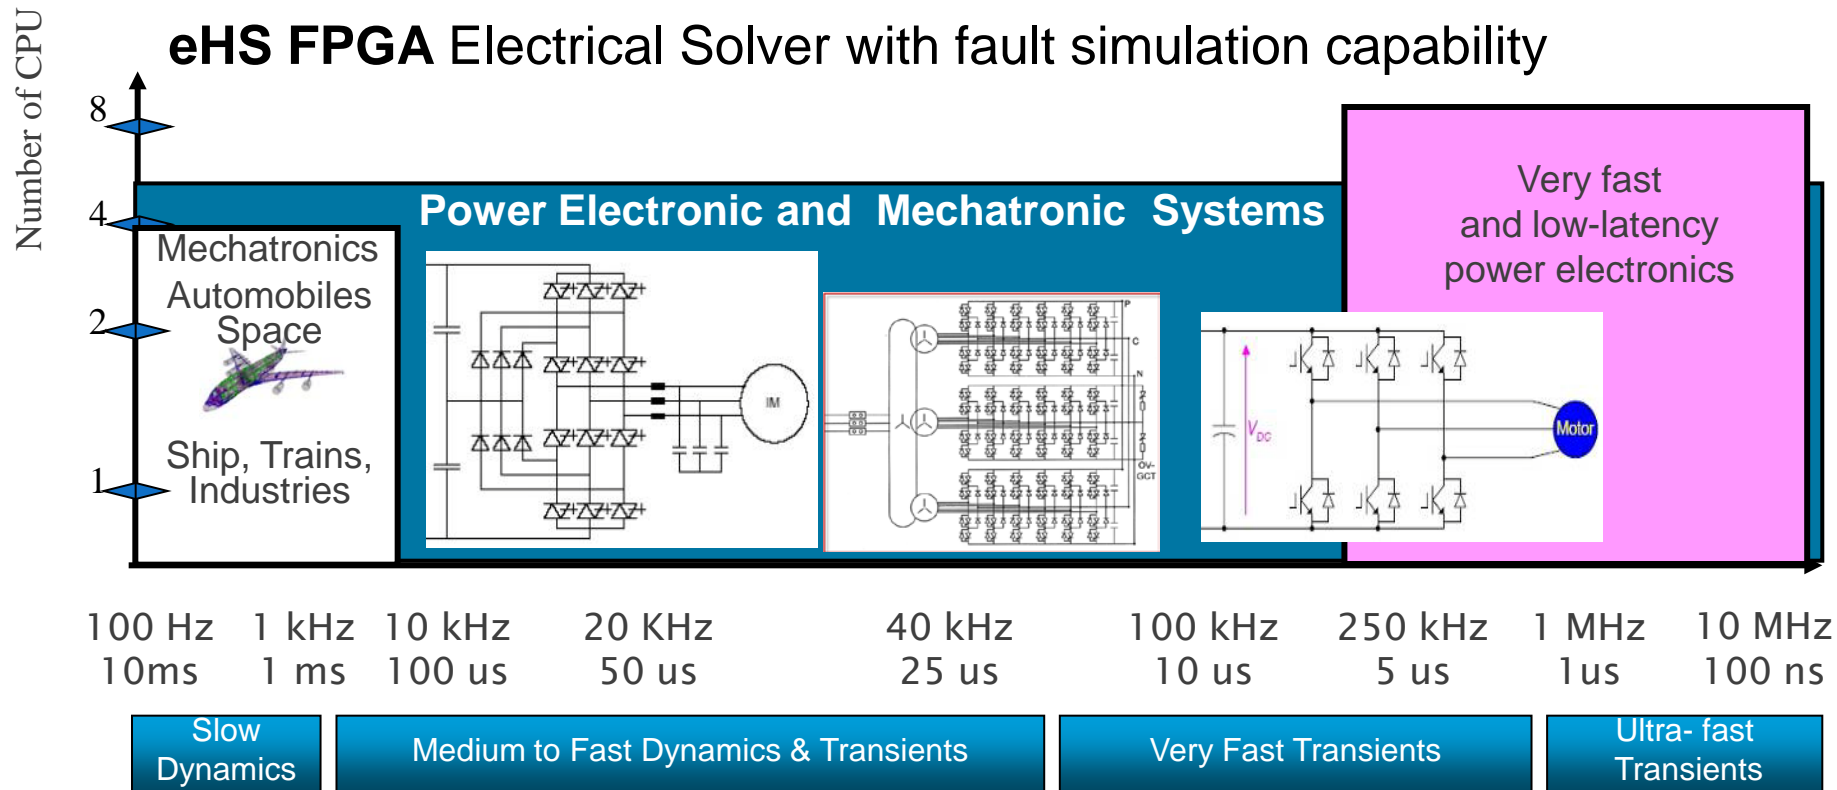 eHS FPGA Electrical Solver with fault simulation capability
Number of CPU
8
4
2
1
Power Electronic and Mechatronic Systems
Mechatronics
Automobiles
Space
Ship, Trains,
Industries
IM
P
C
N
OV-
GCT
VDC
Motor
Very fast
and low-latency
power electronics
100 Hz 1 kHz 10 kHz 20 KHz 40 kHz 100 kHz 250 kHz 1 MHz 10 MHz
10ms 1 ms 100 us 50 us 25 us 10 us 5 us 1us 100 ns
Slow
Dynamics
Medium to Fast Dynamics & Transients
Very Fast Transients
Ultra- fast
Transients